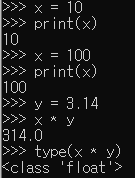 >>> x = 10
>>> print(x)
10
>>> x = 100
>>> print(x)
100
>>> y = 3.14
>>> x * y
314.0
>>> type(x * y)
<class 'float'>